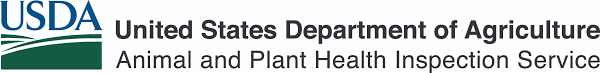 USDA
United States Department of Agriculture
Animal and Plant Health Inspection Service